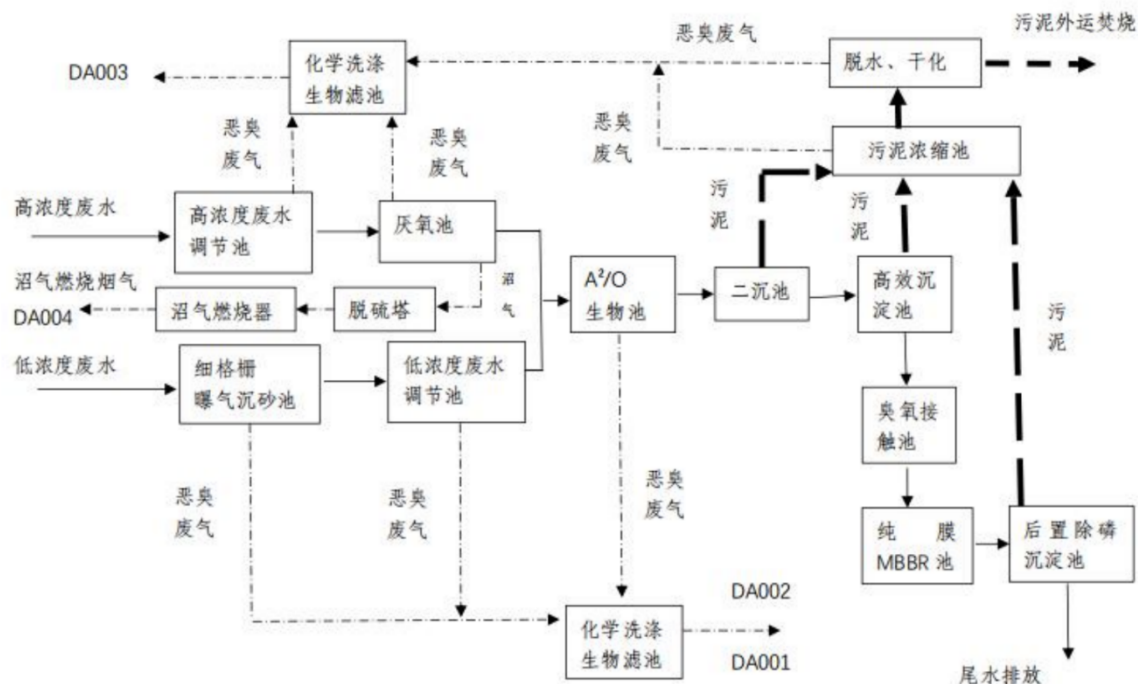 污泥外运焚烧
恶臭废气
DA003
化学洗涤
生物滤池
脱水、干化
恶臭
废气
恶臭
废气
恶臭
废气
污泥浓缩池
高浓度废水
高浓度废水
调节池
厌氧池
污
泥
污
泥
沼气燃烧烟气
DA004
沼气燃烧器
脱硫塔
沼
气
A²/O
生物池
二沉池
高效沉
淀池
污
泥
低浓度废水
细格栅
曝气沉砂池
低浓度废水
调节池
臭氧接
触池
恶臭
废气
恶臭
废气
恶臭
废气
纯 膜
MBBR 池
后置除磷
沉淀池
DA002
化学洗涤
生物滤池
DA001
尾水排放